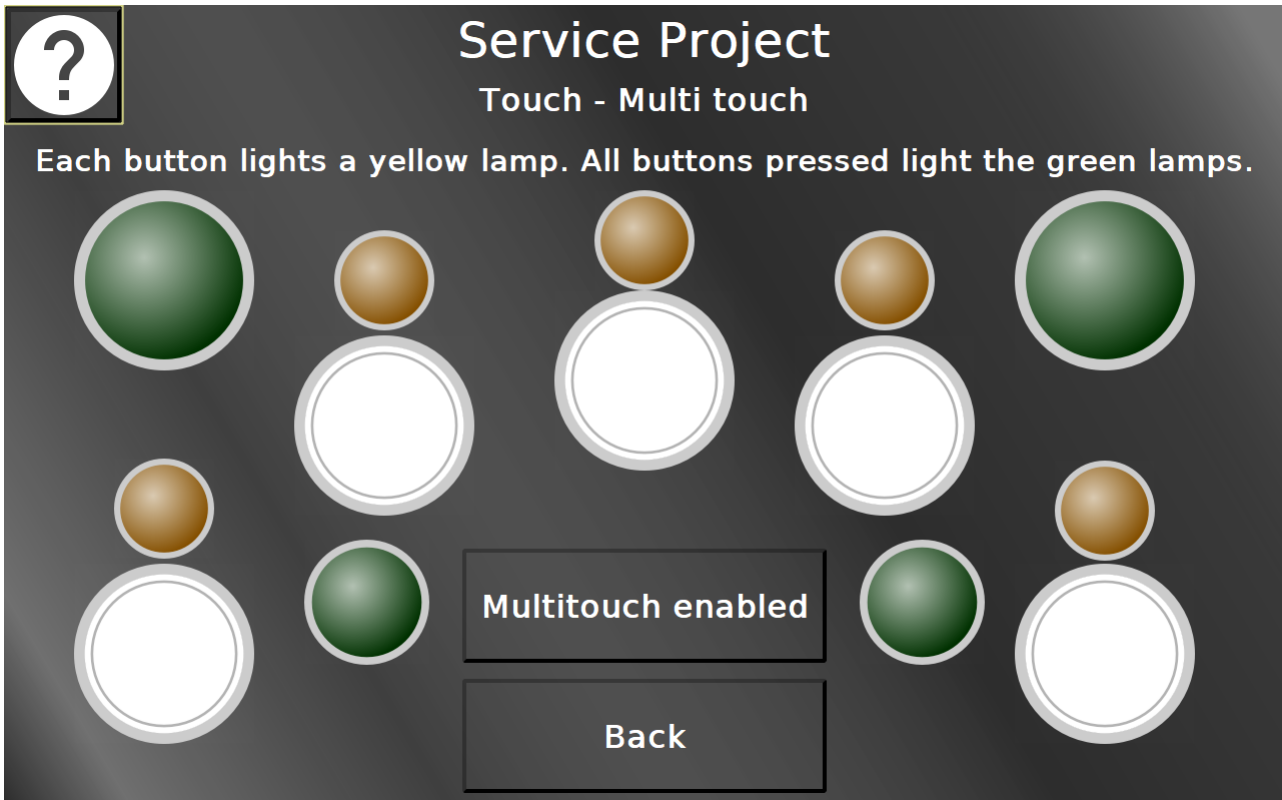 ?
Service Project
Touch - Multi touch
Each button lights a yellow lamp. All buttons pressed light the green lamps.
Multitouch enabled
Back